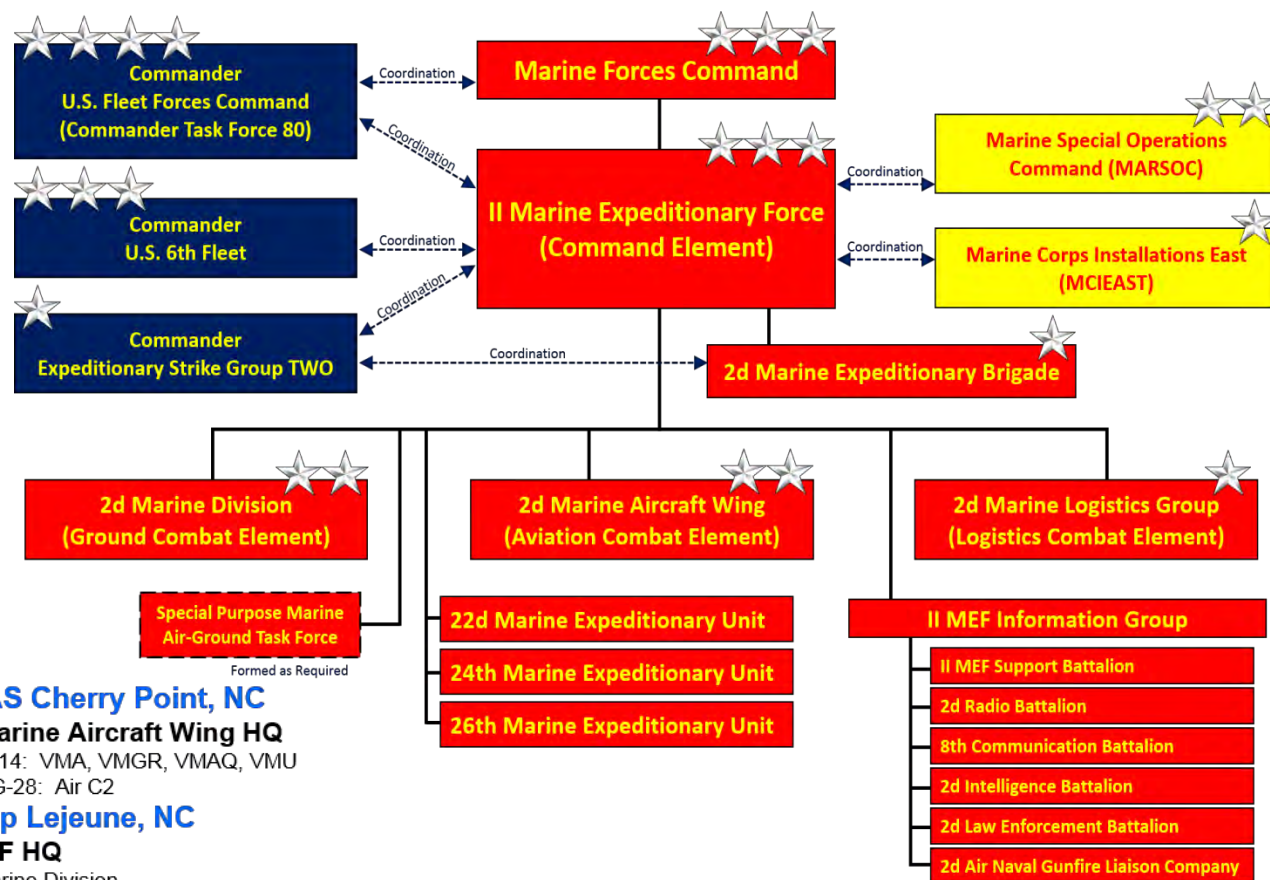 Commander
U.S. Fleet Forces Command
(Commander Task Force 80)
Coordination
Marine Forces Command
Coordination
Commander
U.S. 6th Fleet
Coordination
II Marine Expeditionary Force
(Command Element)
Coordination
Marine Special Operations
Command (MARSOC)
Coordination
Marine Corps Installations East
(MCIEAST)
Coordination
Commander
Expeditionary Strike Group TWO
Coordination
2d Marine Expeditionary Brigade
2d Marine Division
(Ground Combat Element)
2d Marine Aircraft Wing
(Aviation Combat Element)
2d Marine Logistics Group
(Logistics Combat Element)
Special Purpose Marine
Air-Ground Task Force
Formed as Required
22d Marine Expeditionary Unit
24th Marine Expeditionary Unit
26th Marine Expeditionary Unit
II MEF Information Group
II MEF Support Battalion
2d Radio Battalion
8th Communication Battalion
2d Intelligence Battalion
2d Law Enforcement Battalion
2d Air Naval Gunfire Liaison Company
AS Cherry Point, NC
arine Aircraft Wing HQ
14: VMA, VMGR, VMAQ, VMU
G-28: Air C2
p Lejeune, NC
F HQ
arine Division